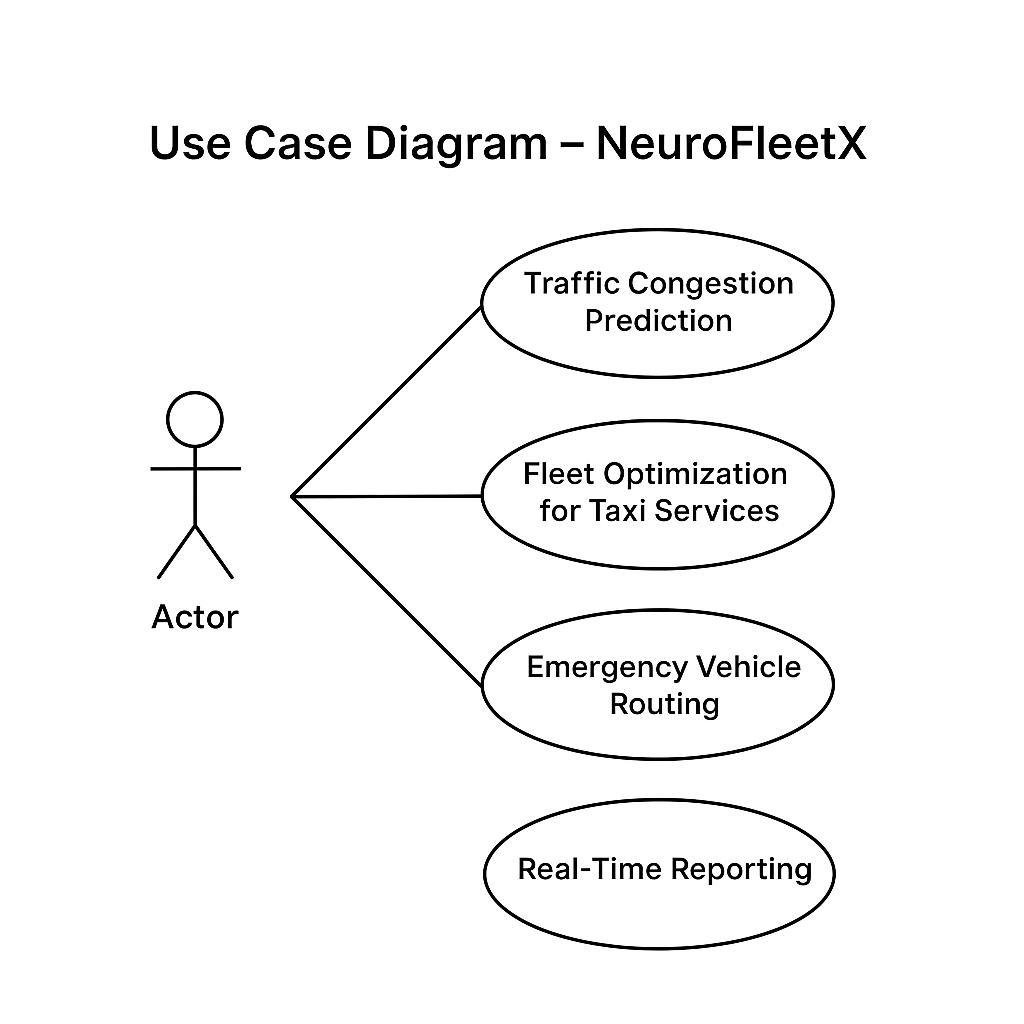 Use Case Diagram – NeuroFleetX
Traffic Congestion
Prediction
Fleet Optimization
for Taxi Services
Actor
Emergency Vehicle
Routing
Real-Time Reporting